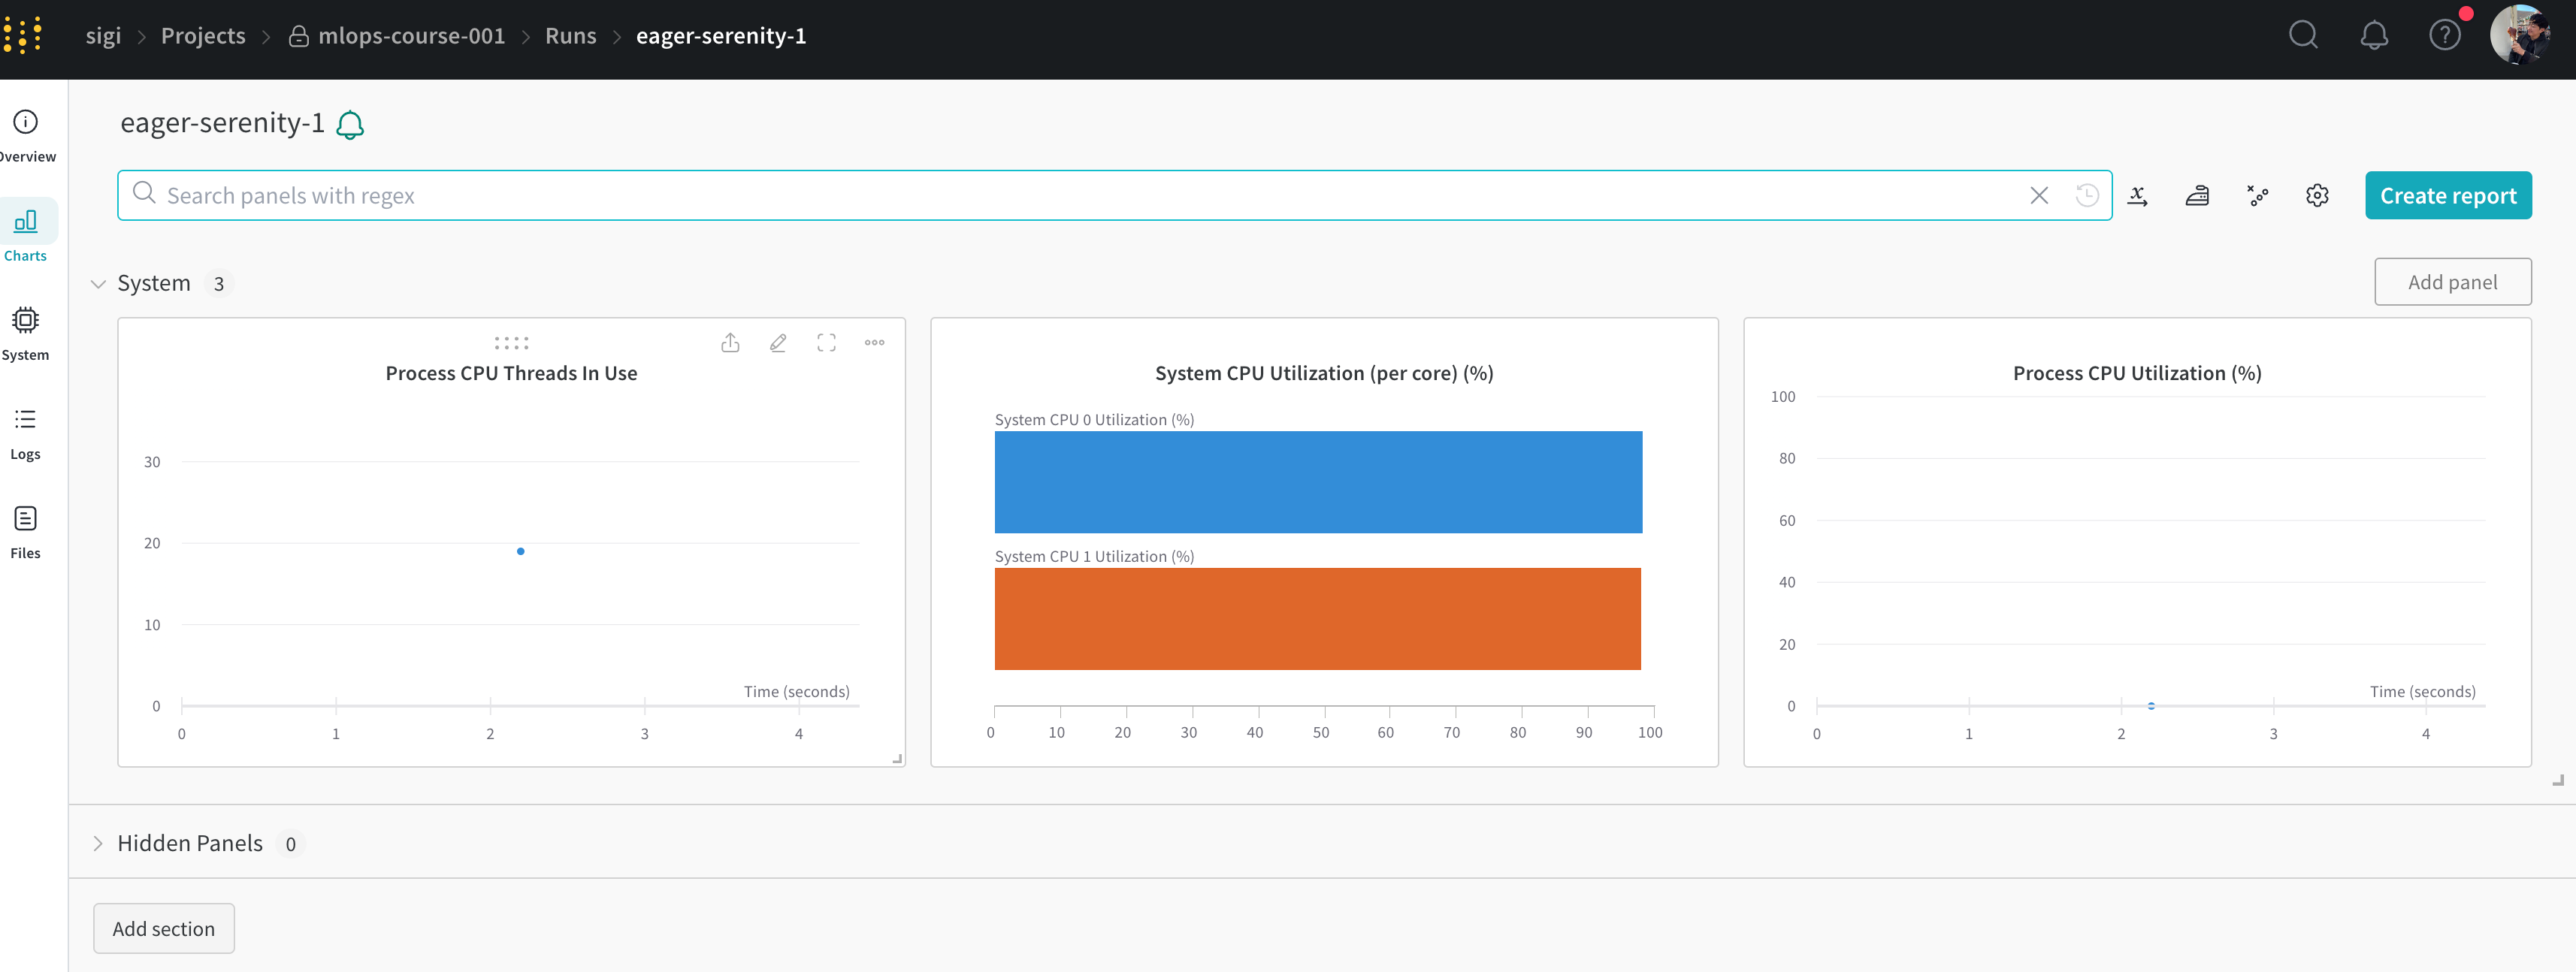 sigi > Projects > mlops-course-001 > Runs > eager-serenity-1
Overview
Charts
System
Logs
Files
eager-serenity-1
Search panels with regex
Create report
System 3
Add panel
Process CPU Threads In Use
30
20
10
0
Time (seconds)
0 1 2 3 4
System CPU Utilization (per core) (%)
System CPU 0 Utilization (%)
System CPU 1 Utilization (%)
0 10 20 30 40 50 60 70 80 90 100
Process CPU Utilization (%)
100
80
60
40
20
0
Time (seconds)
0 1 2 3 4
Hidden Panels 0
Add section